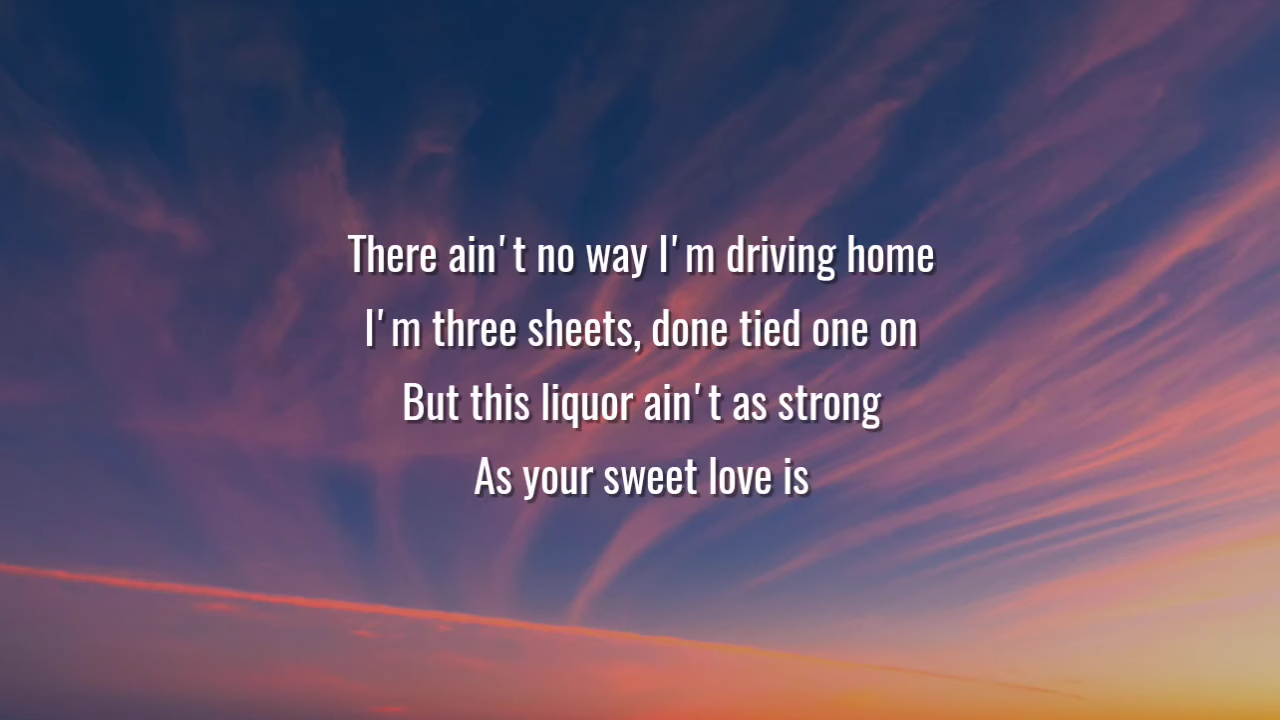 There ain't no way I'm driving home
I'm three sheets, done tied one on
But this liquor ain't as strong
As your sweet love is